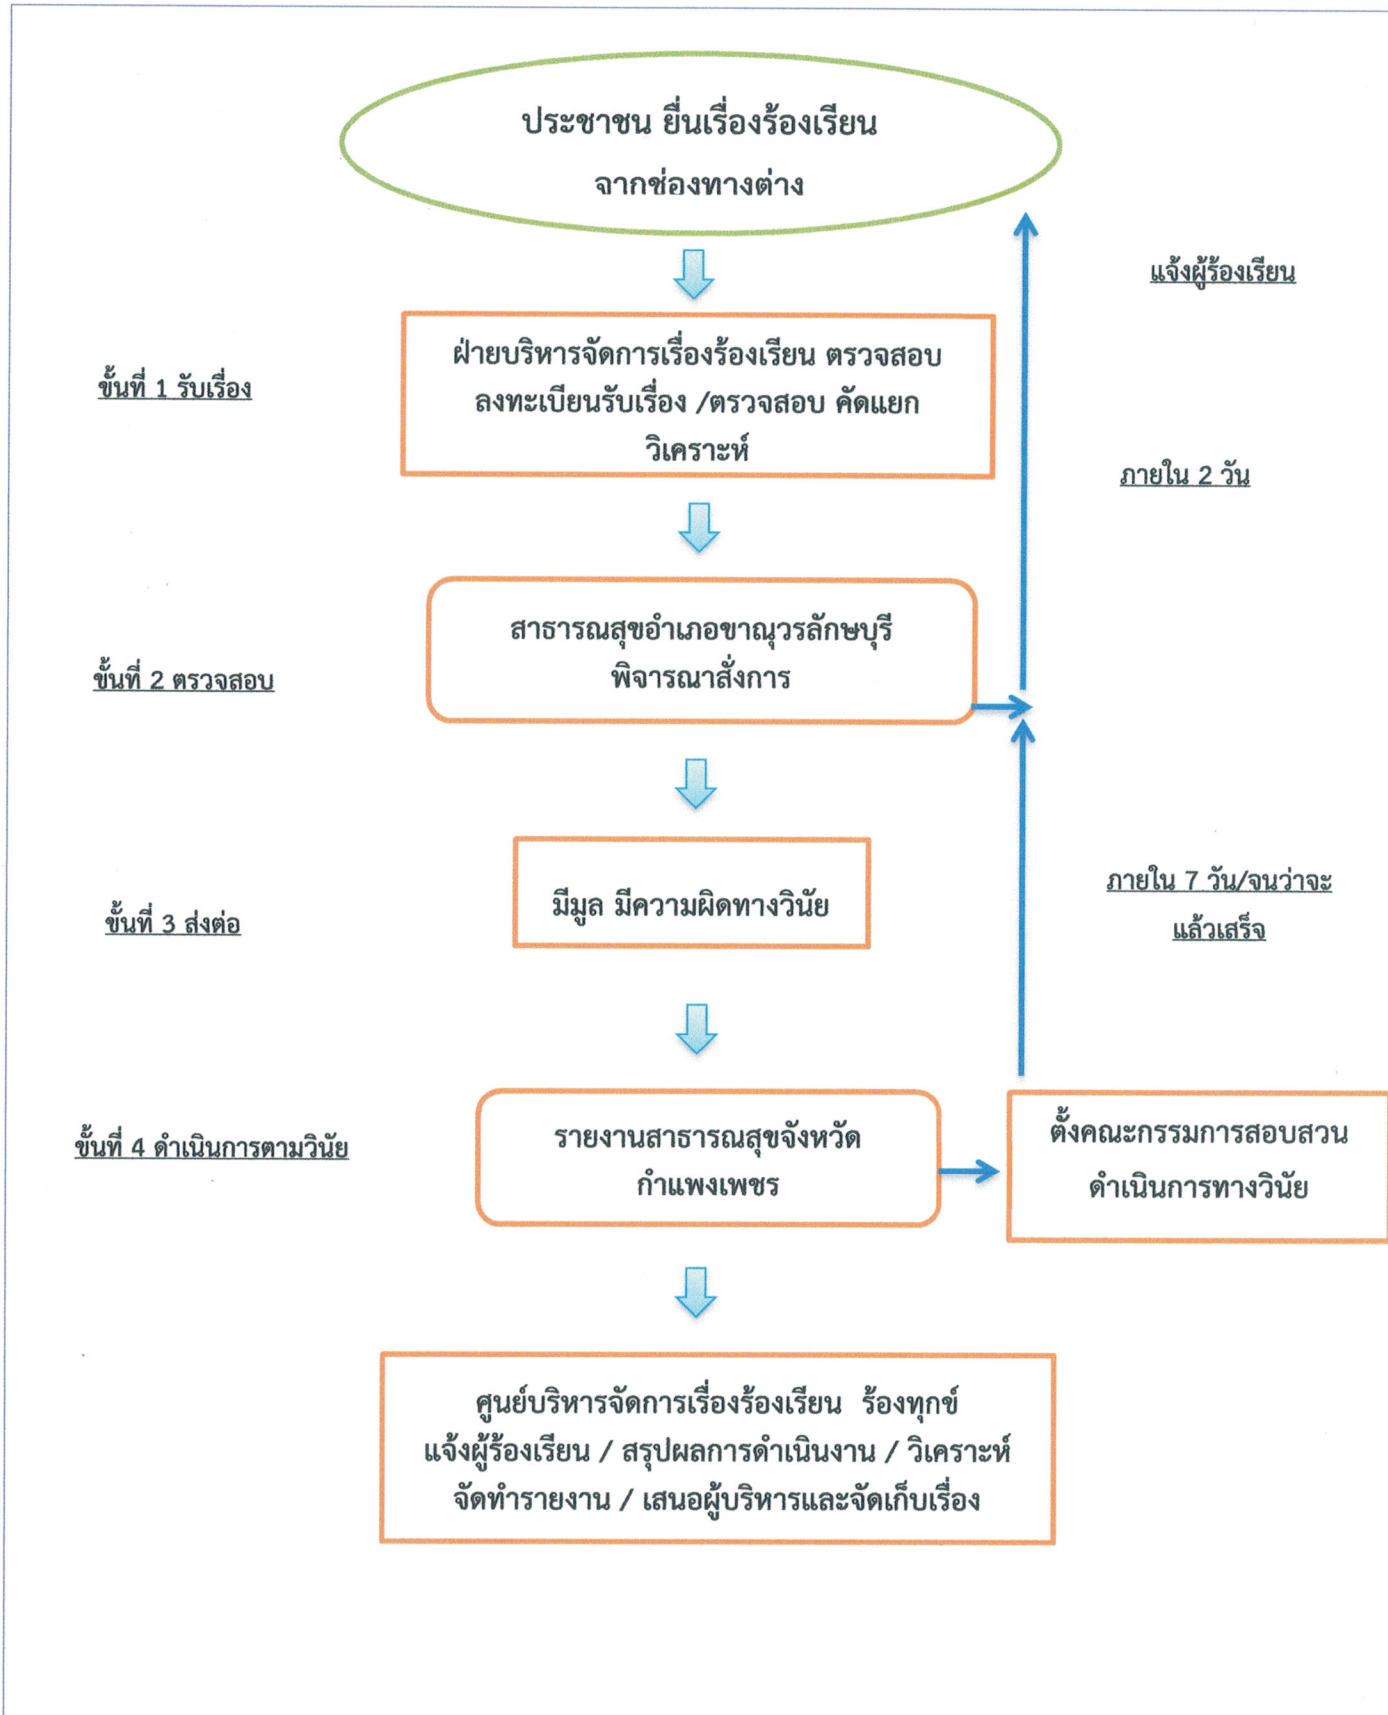 ประชาชน ยื่นเรื่องร้องเรียน
จากช่องทางต่าง
แจ้งผู้ร้องเรียน
ขั้นที่ 1 รับเรื่อง
ฝ่ายบริหารจัดการเรื่องร้องเรียน ตรวจสอบ
ลงทะเบียนรับเรื่อง /ตรวจสอบ คัดแยก
วิเคราะห์
ภายใน 2 วัน
ขั้นที่ 2 ตรวจสอบ
สาธารณสุขอำเภอขาณุวรลักษบุรี
พิจารณาสั่งการ
ขั้นที่ 3 ส่งต่อ
มีมูล มีความผิดทางวินัย
ภายใน 7 วัน/จนว่าจะ
แล้วเสร็จ
ขั้นที่ 4 ดำเนินการตามวินัย
รายงานสาธารณสุขจังหวัด
กำแพงเพชร
ตั้งคณะกรรมการสอบสวน
ดำเนินการทางวินัย
ศูนย์บริหารจัดการเรื่องร้องเรียน ร้องทุกข์
แจ้งผู้ร้องเรียน / สรุปผลการดำเนินงาน / วิเคราะห์
จัดทำรายงาน / เสนอผู้บริหารและจัดเก็บเรื่อง